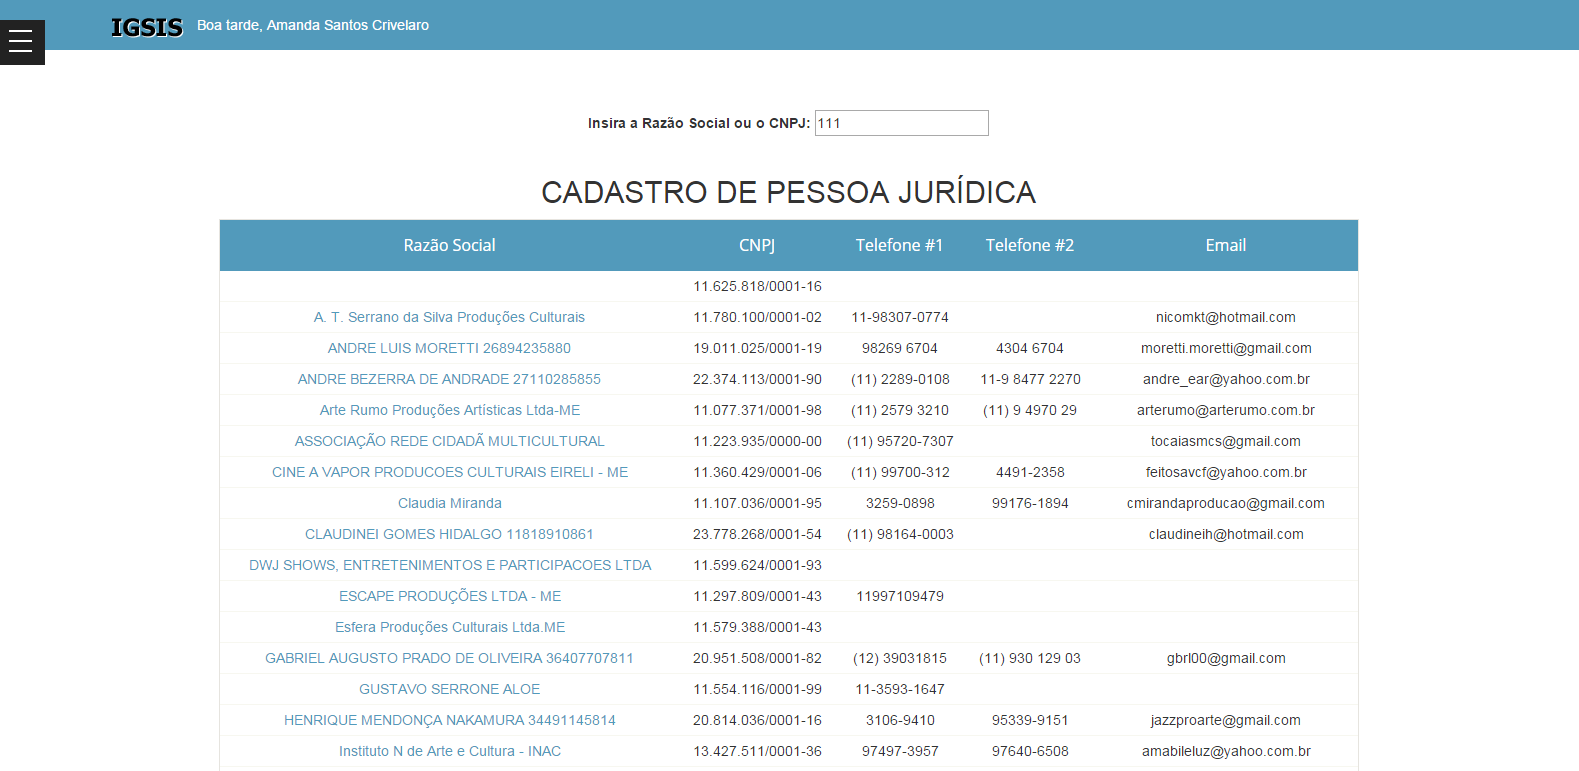 IGSIS Boa tarde, Amanda Santos Crivelaro
Insira a Razão Social ou o CNPJ: 111
CADASTRO DE PESSOA JURÍDICA
Razão Social CNPJ Telefone #1 Telefone #2 Email
11.625.818/0001-16
A. T. Serrano da Silva Produções Culturais 11.780.100/0001-02 11-98307-0774 nicomkt@hotmail.com
ANDRE LUIS MORETTI 26894235880 19.011.025/0001-19 98269 6704 4304 6704 moretti.moretti@gmail.com
ANDRE BEZERRA DE ANDRADE 27110285855 22.374.113/0001-90 (11) 2289-0108 11-9 8477 2270 andre_ear@yahoo.com.br
Arte Rumo Produções Artísticas Ltda-ME 11.077.371/0001-98 (11) 2579 3210 (11) 9 4970 29 arterumo@arterumo.com.br
ASSOCIAÇÃO REDE CIDADÃ MULTICULTURAL 11.223.935/0000-00 (11) 95720-7307 tocaiasmcs@gmail.com
CINE A VAPOR PRODUCOES CULTURAIS EIRELI - ME 11.360.429/0001-06 (11) 99700-312 4491-2358 feitosavcf@yahoo.com.br
Claudia Miranda 11.107.036/0001-95 3259-0898 99176-1894 cmirandaproducao@gmail.com
CLAUDINEI GOMES HIDALGO 11818910861 23.778.268/0001-54 (11) 98164-0003 claudineih@hotmail.com
DWJ SHOWS, ENTRETENIMENTOS E PARTICIPACOES LTDA 11.599.624/0001-93
ESCAPE PRODUÇÕES LTDA - ME 11.297.809/0001-43 11997109479
Esfera Produções Culturais Ltda.ME 11.579.388/0001-43
GABRIEL AUGUSTO PRADO DE OLIVEIRA 36407707811 20.951.508/0001-82 (12) 39031815 (11) 930 129 03 gbrl00@gmail.com
GUSTAVO SERRONE ALOE 11.554.116/0001-99 11-3593-1647
HENRIQUE MENDONÇA NAKAMURA 34491145814 20.814.036/0001-16 3106-9410 95339-9151 jazzproarte@gmail.com
Instituto N de Arte e Cultura - INAC 13.427.511/0001-36 97497-3957 97640-6508 amabileluz@yahoo.com.br